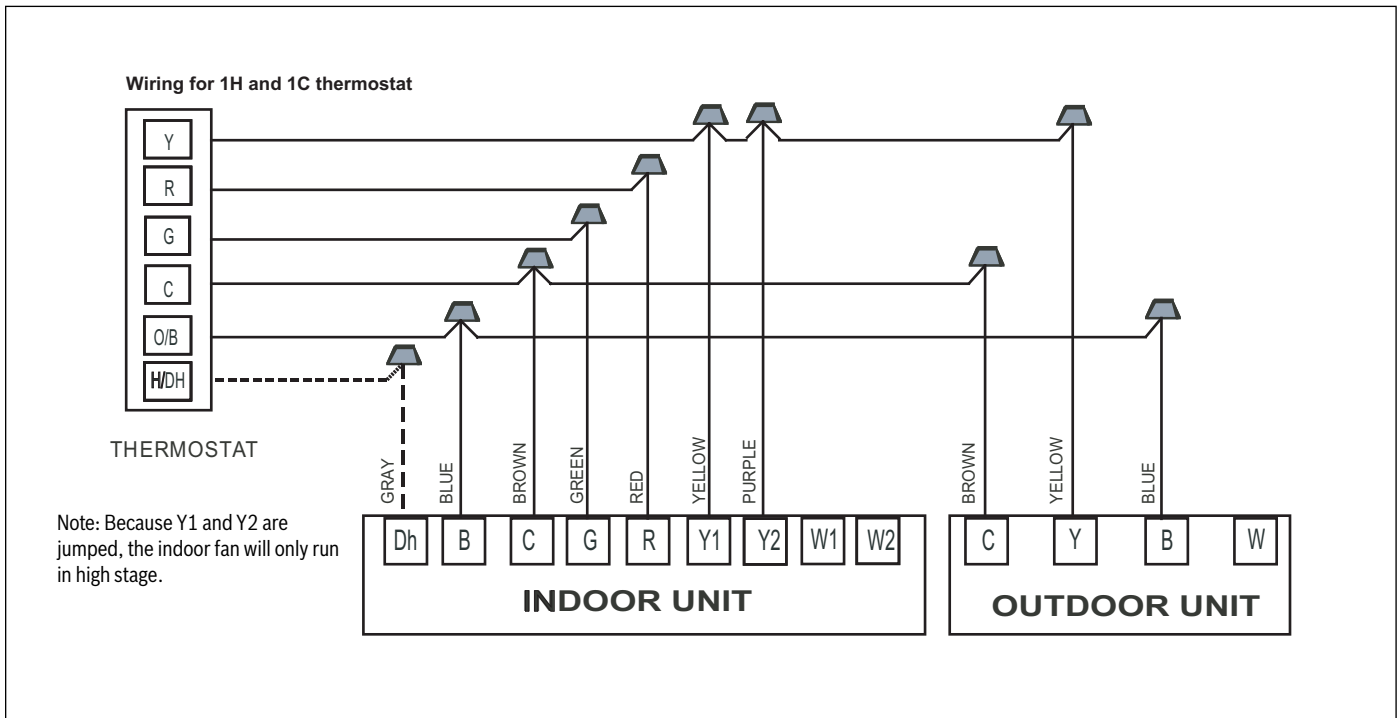 Wiring for 1H and 1C thermostat
Y
R
G
C
O/B
H/DH
THERMOSTAT
Note: Because Y1 and Y2 are
jumped, the indoor fan will only run
in high stage.
GRAY
BLUE
BROWN
GREEN
RED
YELLOW
PURPLE
BROWN
YELLOW
BLUE
Dh B C G R Y1 Y2 W1 W2
C Y B W
INDOOR UNIT
OUTDOOR UNIT